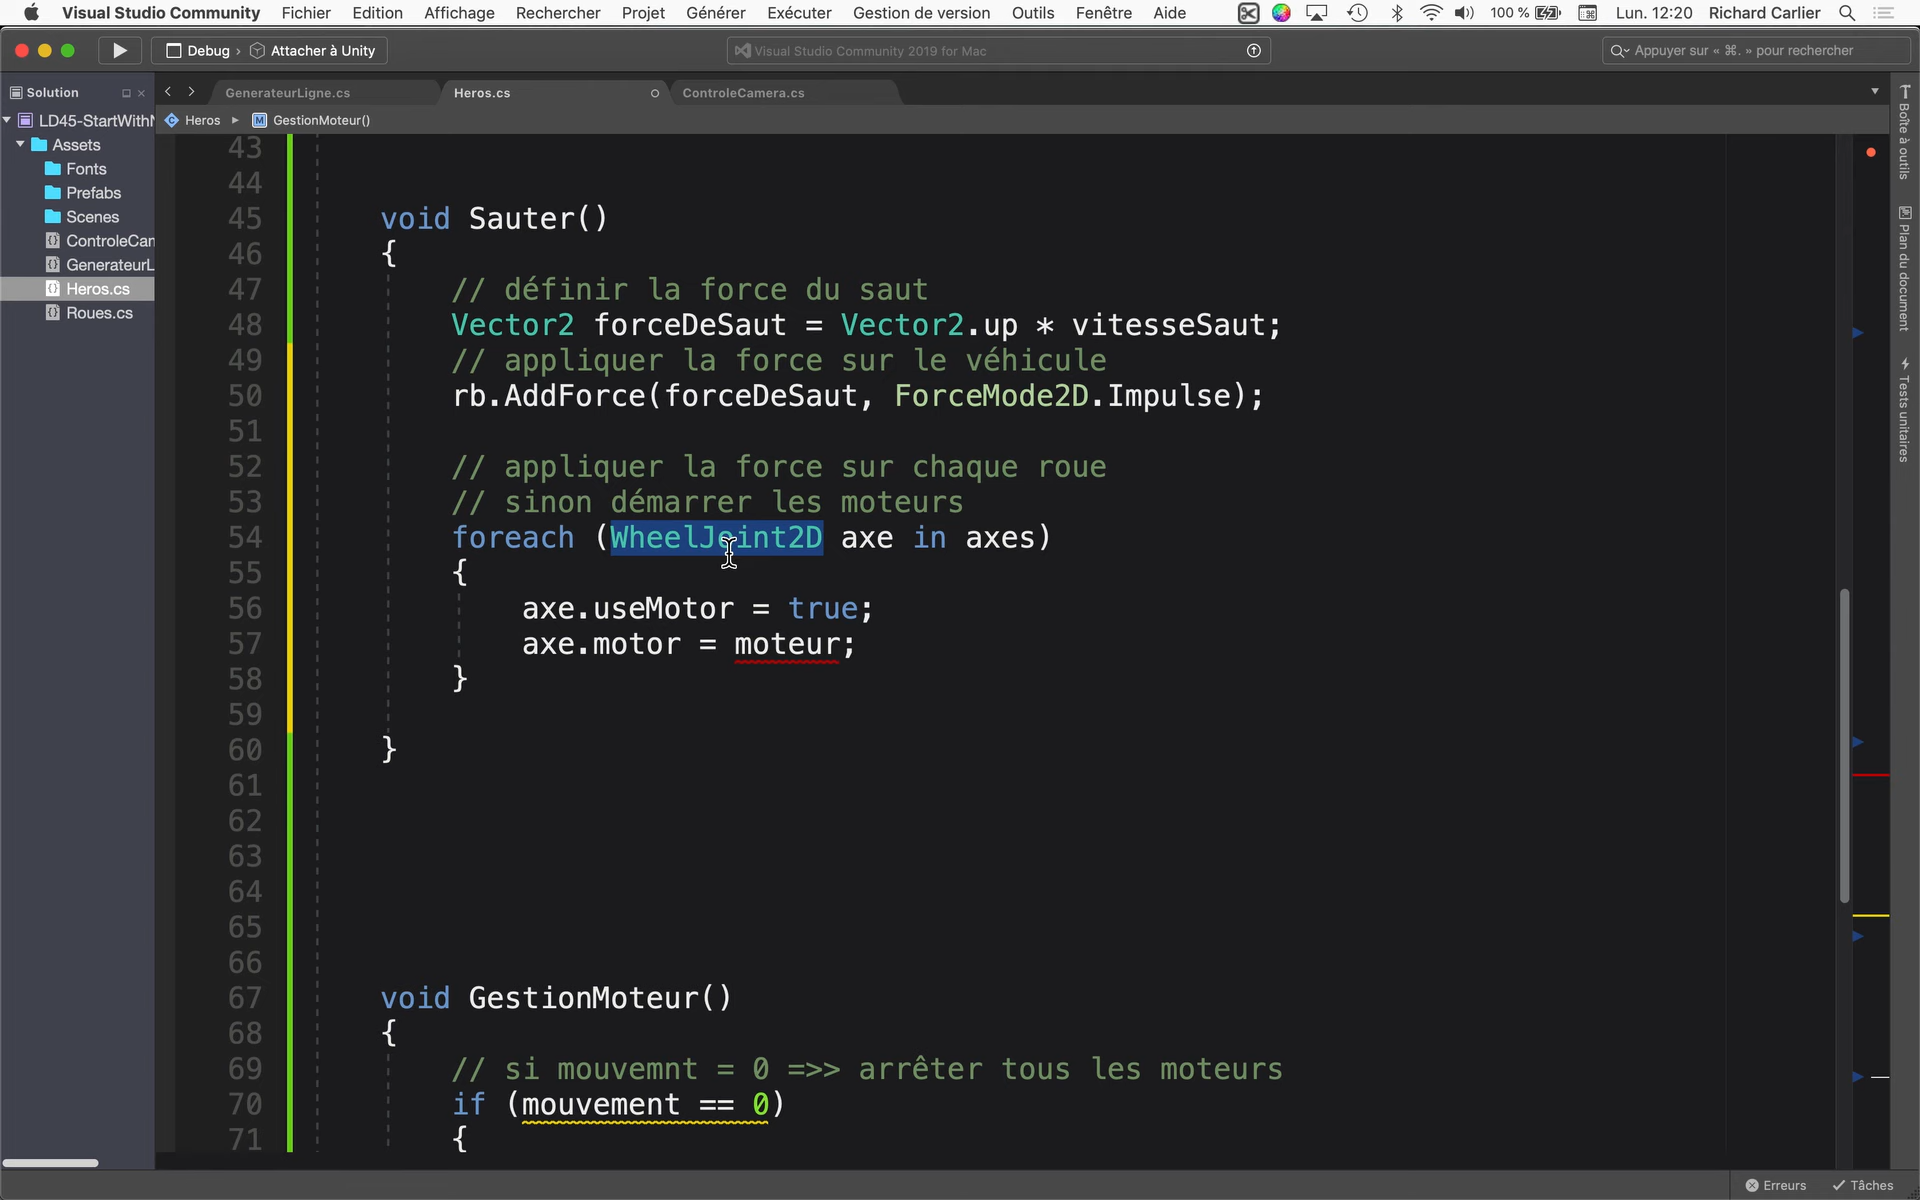 Visual Studio Community Fichier Edition Affichage Rechercher Projet Générer Exécuter Gestion de version Outils Fenêtre Aide 100 % Lun. 12:20 Richard Carlier
Debug › Attacher à Unity
Visual Studio Community 2019 for Mac
Appuyer sur « ⌘. » pour rechercher
Solution
GenerateurLigne.cs
Heros.cs
ControleCamera.cs
LD45-StartWithN
Heros ▸ M GestionMoteur()
Assets
Fonts
Prefabs
Scenes
ControleCam
GenerateurL
Heros.cs
Roues.cs
43
44
45 void Sauter()
46 {
47 // définir la force du saut
48 Vector2 forceDeSaut = Vector2.up * vitesseSaut;
49 // appliquer la force sur le véhicule
50 rb.AddForce(forceDeSaut, ForceMode2D.Impulse);
51
52 // appliquer la force sur chaque roue
53 // sinon démarrer les moteurs
54 foreach (WheelJoint2D axe in axes)
55 {
56 axe.useMotor = true;
57 axe.motor = moteur;
58 }
59
60 }
61
62
63
64
65
66
67 void GestionMoteur()
68 {
69 // si mouvemnt = 0 =>> arrêter tous les moteurs
70 if (mouvement == 0)
71 {
Boîte à outils
Plan du document
Tests unitaires
Erreurs
Tâches